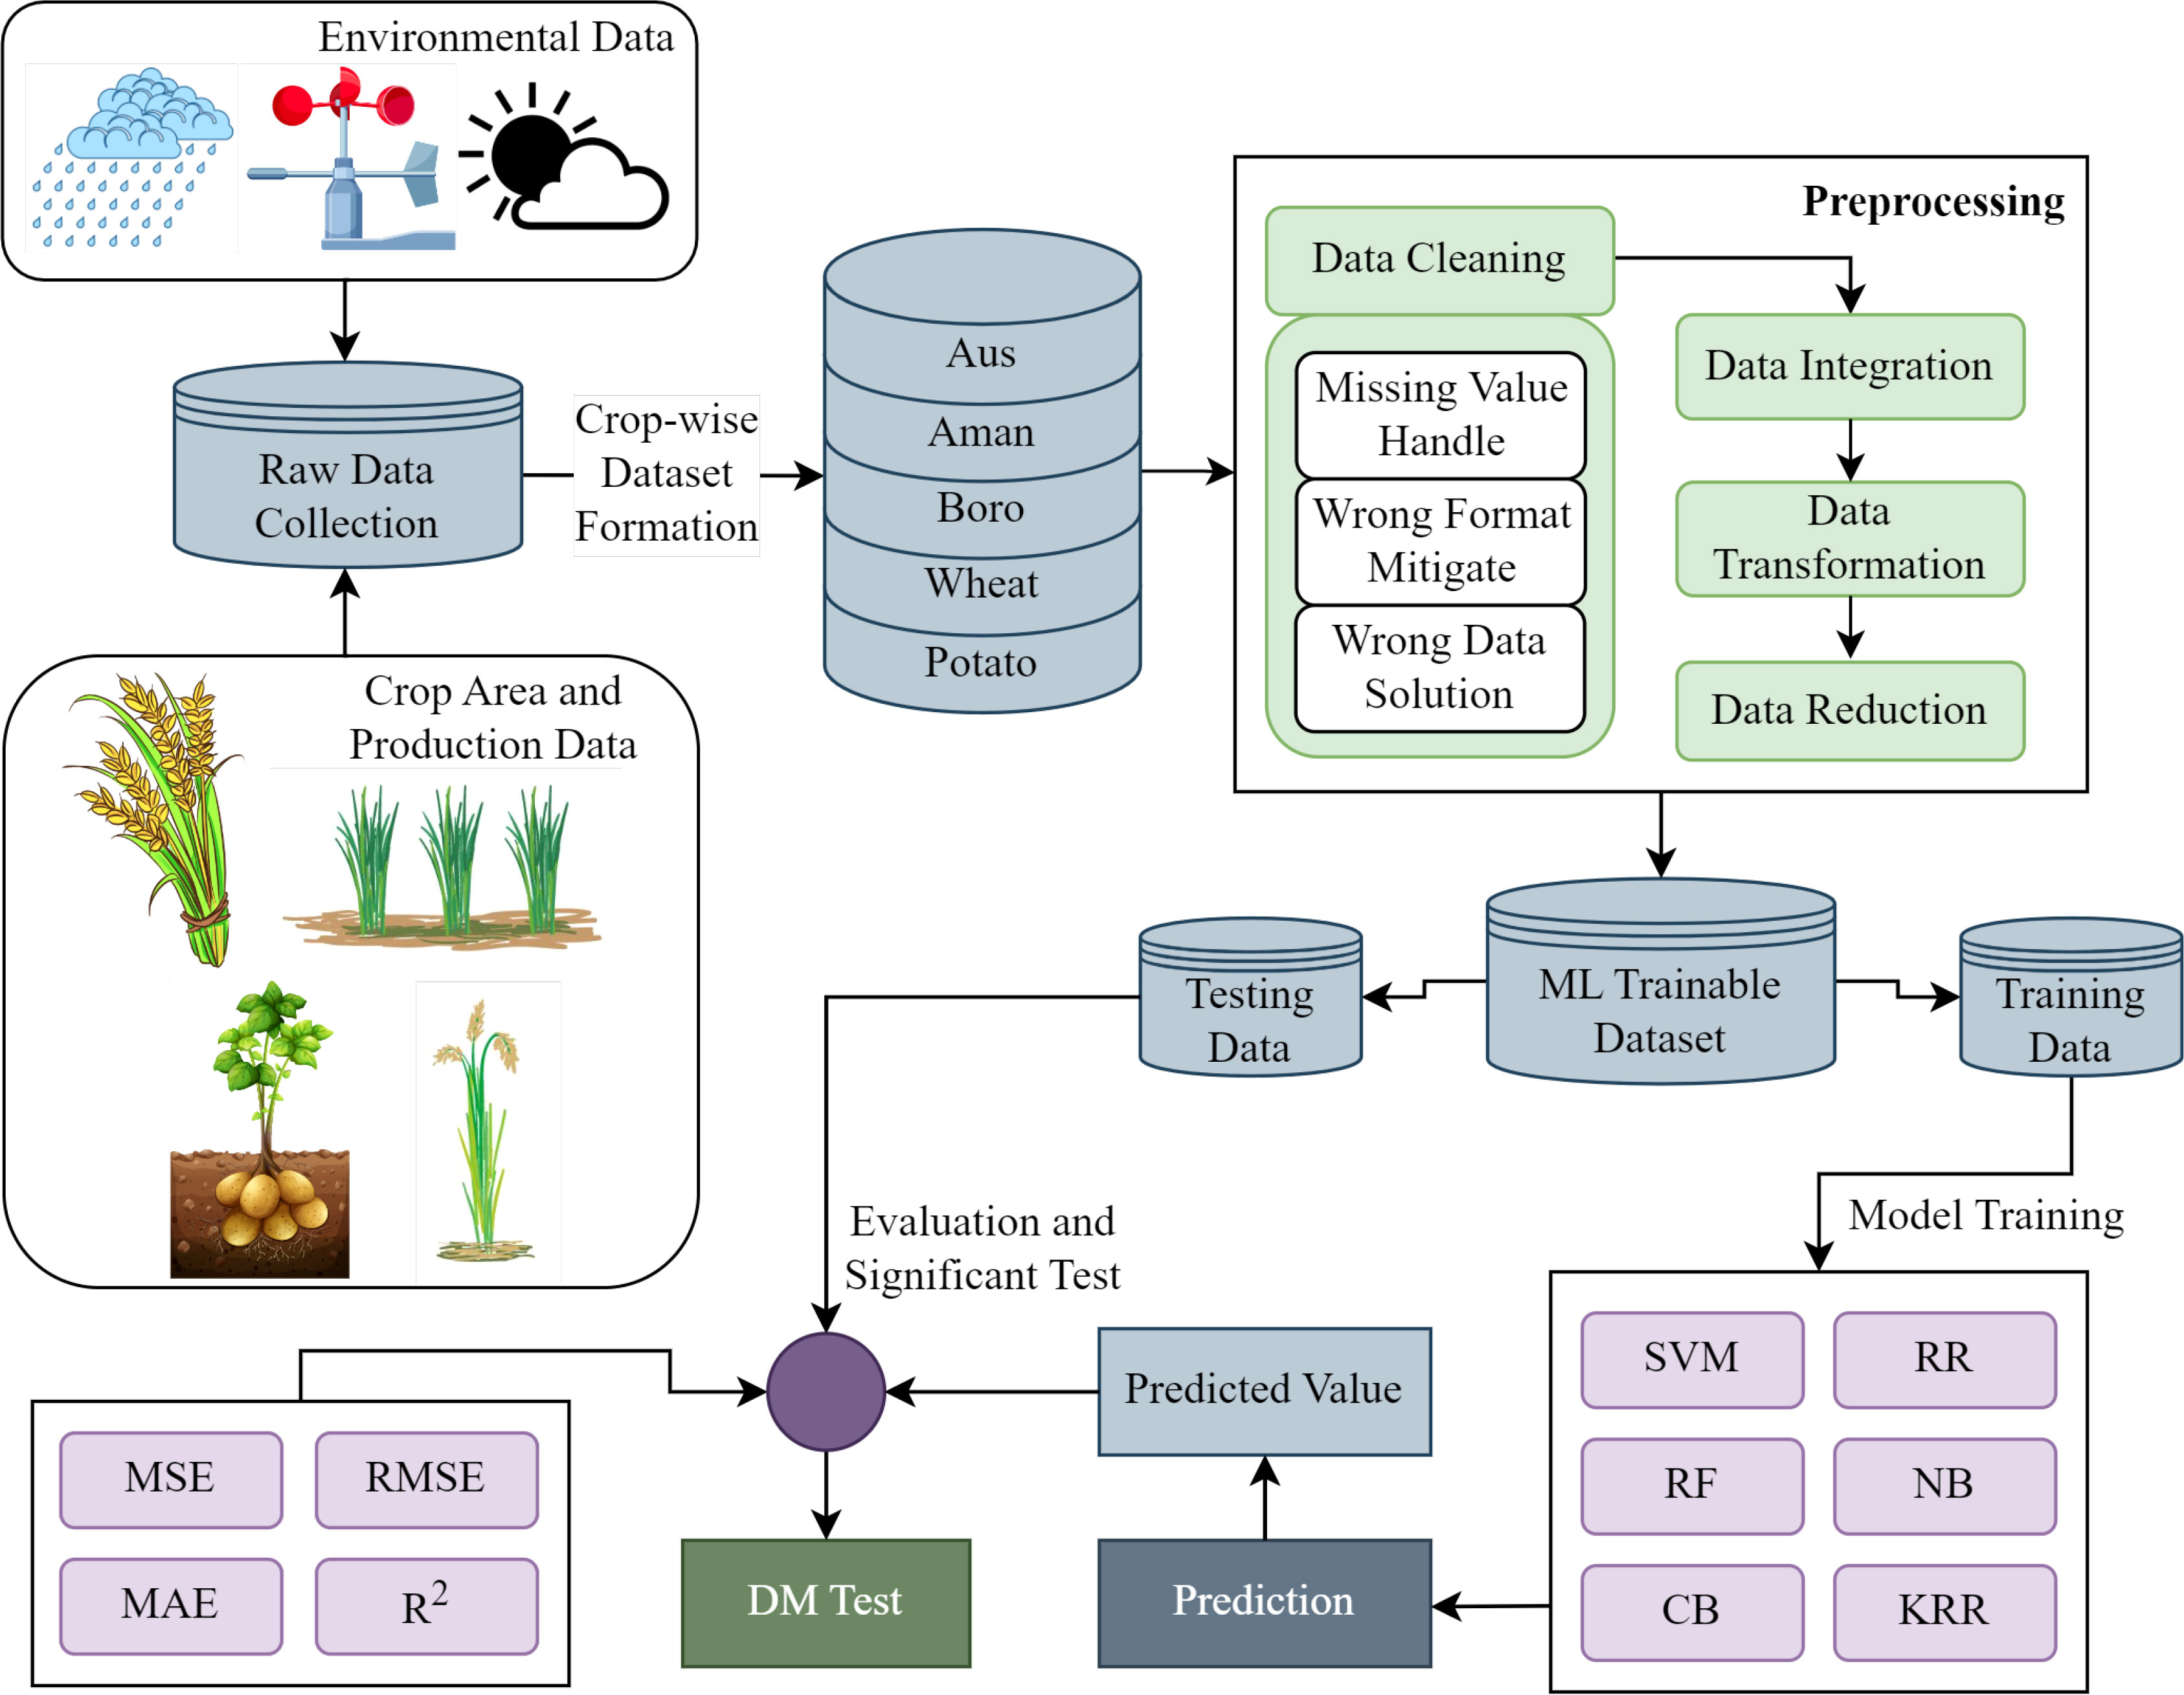 Environmental Data
Raw Data
Collection
Crop-wise
Dataset
Formation
Crop Area and
Production Data
Aus
Aman
Boro
Wheat
Potato
Preprocessing
Data Cleaning
Missing Value
Handle
Wrong Format
Mitigate
Wrong Data
Solution
Data Integration
Data
Transformation
Data Reduction
ML Trainable
Dataset
Testing
Data
Training
Data
Model Training
SVM
RR
RF
NB
CB
KRR
Prediction
Predicted Value
Evaluation and
Significant Test
MSE
RMSE
MAE
R²
DM Test